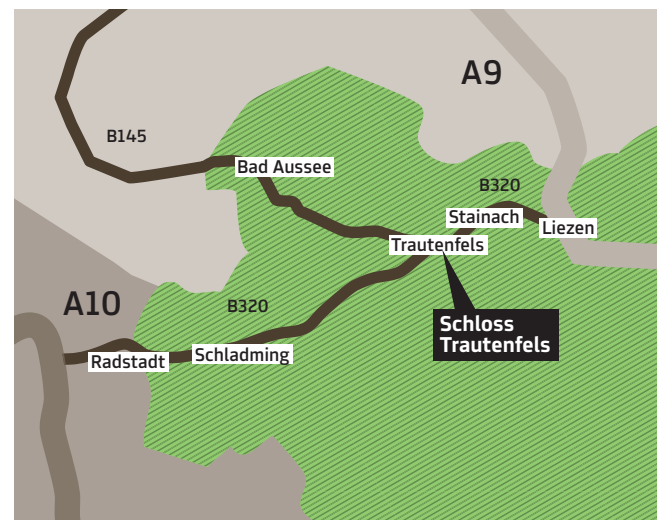 A9
B145
Bad Aussee
B320
Stainach
Liezen
Trautenfels
A10
B320
Schloss
Trautenfels
Schladming
Radstadt